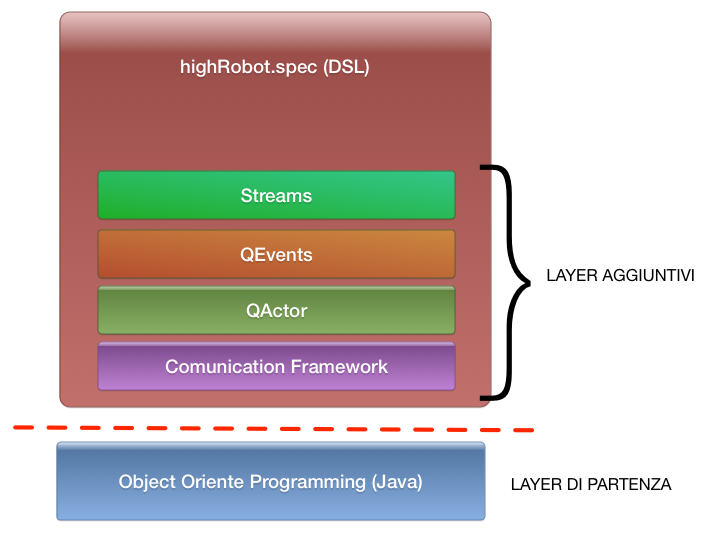 highRobot.spec (DSL)
Streams
QEvents
LAYER AGGIUNTIVI
QActor
Comunication Framework
Object Oriente Programming (Java)
LAYER DI PARTENZA